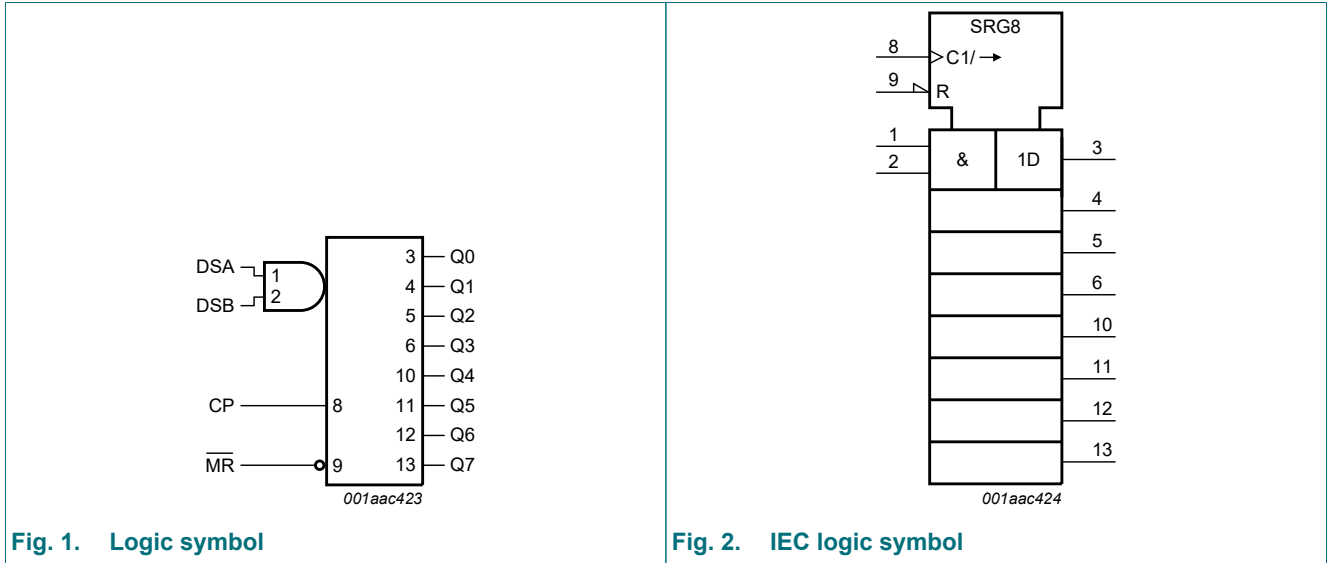 DSA
1
DSB
2
CP
8
MR
9
3
Q0
4
Q1
5
Q2
6
Q3
10
Q4
11
Q5
12
Q6
13
Q7
001aac423
Fig. 1. Logic symbol
SRG8
8
C1/→
9
R
1
2
&
1D
3
4
5
6
10
11
12
13
001aac424
Fig. 2. IEC logic symbol